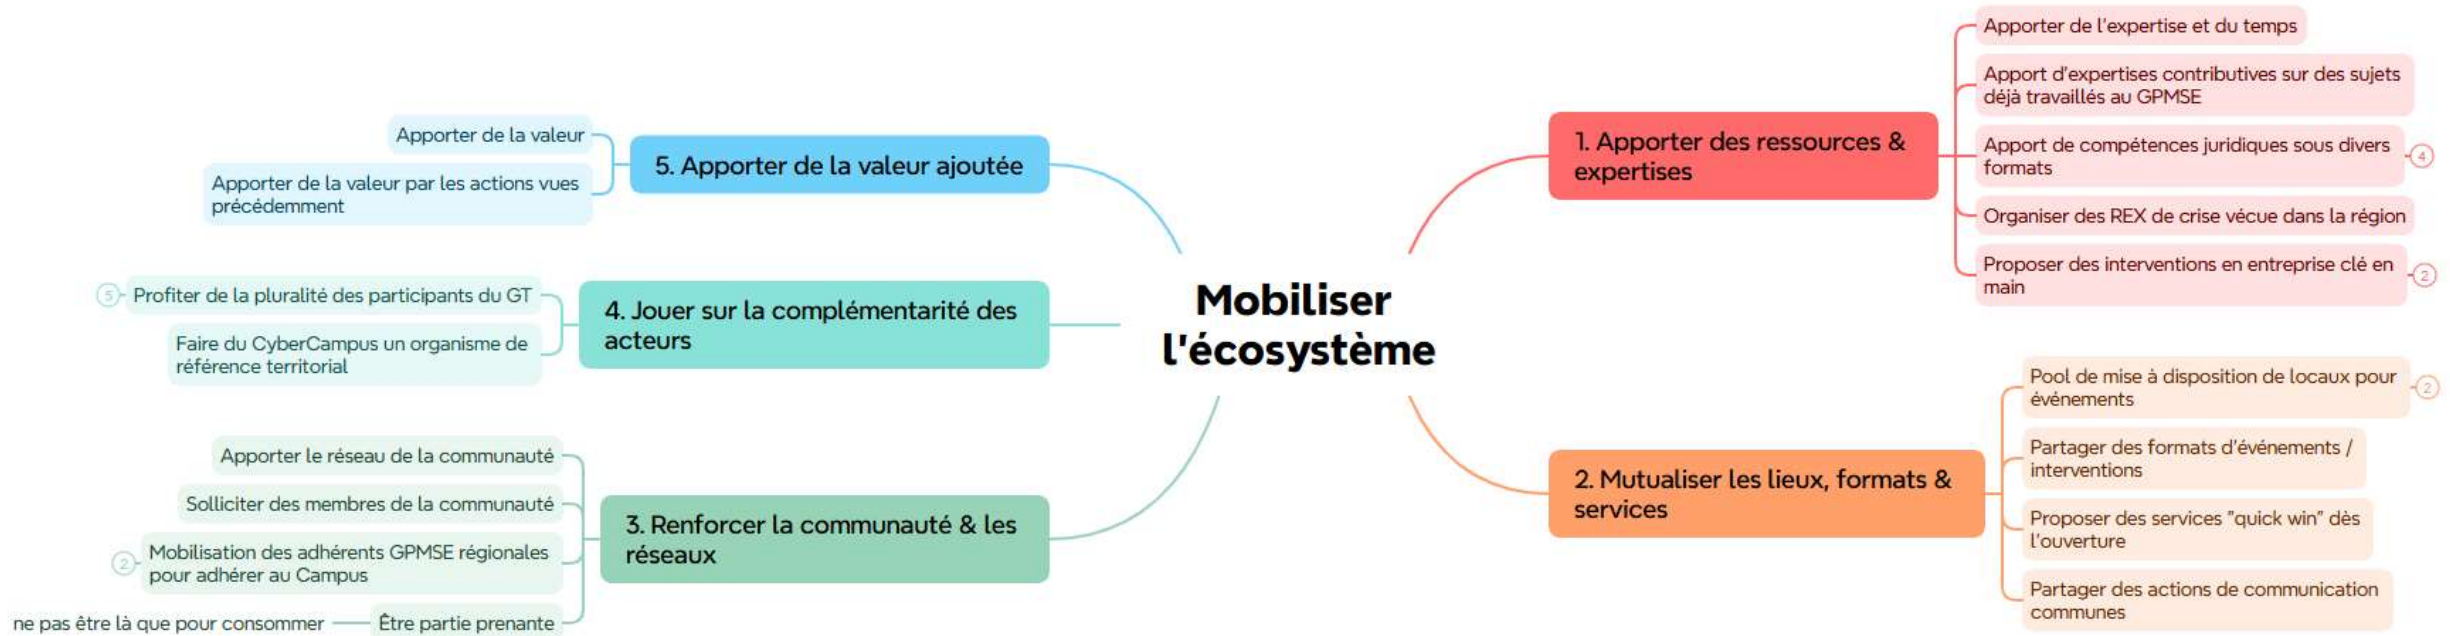 Mobiliser
l'écosystème
1. Apporter des ressources &
expertises
Apporter de l'expertise et du temps
Apport d'expertises contributives sur des sujets
déjà travaillés au GPMSE
Apport de compétences juridiques sous divers
formats
4
Organiser des REX de crise vécue dans la région
Proposer des interventions en entreprise clé en
main
2
2. Mutualiser les lieux, formats &
services
Pool de mise à disposition de locaux pour
événements
2
Partager des formats d'événements /
interventions
Proposer des services "quick win" dès
l'ouverture
Partager des actions de communication
communes
3. Renforcer la communauté & les
réseaux
Apporter le réseau de la communauté
Solliciter des membres de la communauté
Mobilisation des adhérents GPMSE régionales
pour adhérer au Campus
2
Être partie prenante
ne pas être là que pour consommer
4. Jouer sur la complémentarité des
acteurs
Profiter de la pluralité des participants du GT
5
Faire du CyberCampus un organisme de
référence territorial
5. Apporter de la valeur ajoutée
Apporter de la valeur
Apporter de la valeur par les actions vues
précédemment